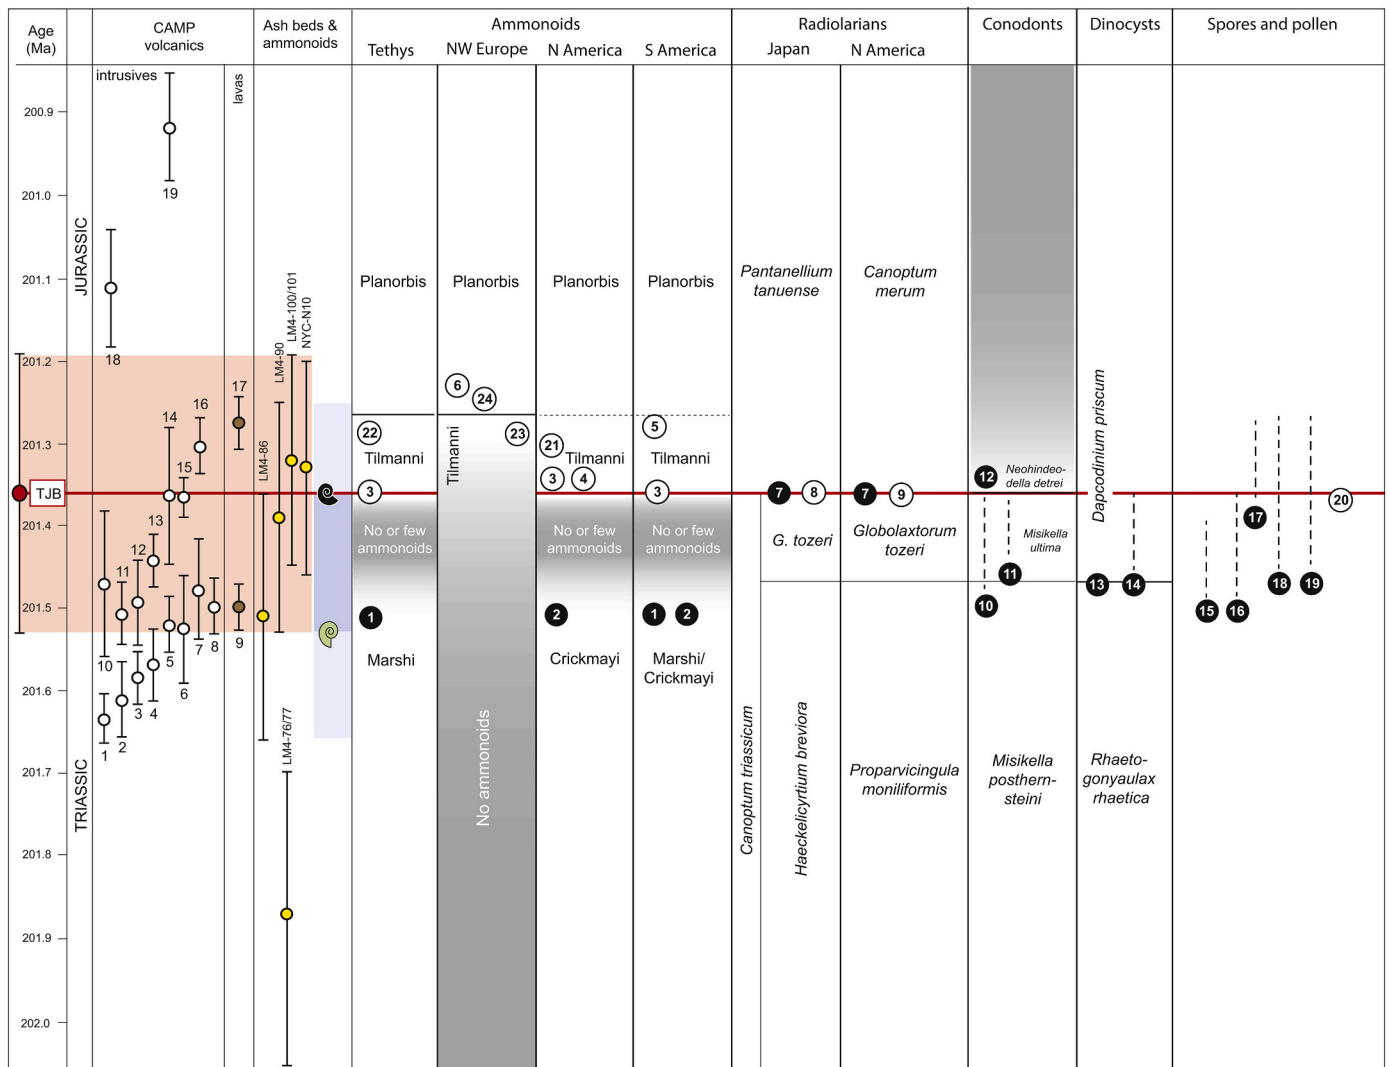 Age
(Ma)
CAMP
volcanics
Ash beds &
ammonoids
Ammonoids
Tethys
NW Europe
N America
S America
Radiolarians
Japan
N America
Conodonts
Dinocysts
Spores and pollen
intrusives
lavas
200.9
201.0
201.1
201.2
201.3
TJB
201.4
201.5
201.6
201.7
201.8
201.9
202.0
JURASSIC
TRIASSIC
19
18
17
16
14
15
13
12
11
10
9
8
7
5
6
4
3
2
1
LM4-100/101
NYC-N10
LM4-90
LM4-86
LM4-76/77
Planorbis
Planorbis
Planorbis
Planorbis
6
24
22
23
21
5
Tilmanni
Tilmanni
Tilmanni
Tilmanni
3
3
4
3
No or few
ammonoids
No or few
ammonoids
No or few
ammonoids
1
2
1
2
Marshi
Crickmayi
Marshi/
Crickmayi
No ammonoids
Pantanellium
tanuense
Canoptum
merum
7
8
7
9
G. tozeri
Globolaxtorum
tozeri
Canoptum triassicum
Haeckelicyrtium breviora
Proparvicingula
moniliformis
12
Neohindeo-
della detrei
Misikella
ultima
11
10
Misikella
posthern-
steini
Dapcodinium priscum
13
14
Rhaeto-
gonyaulax
rhaetica
20
17
15
16
18
19